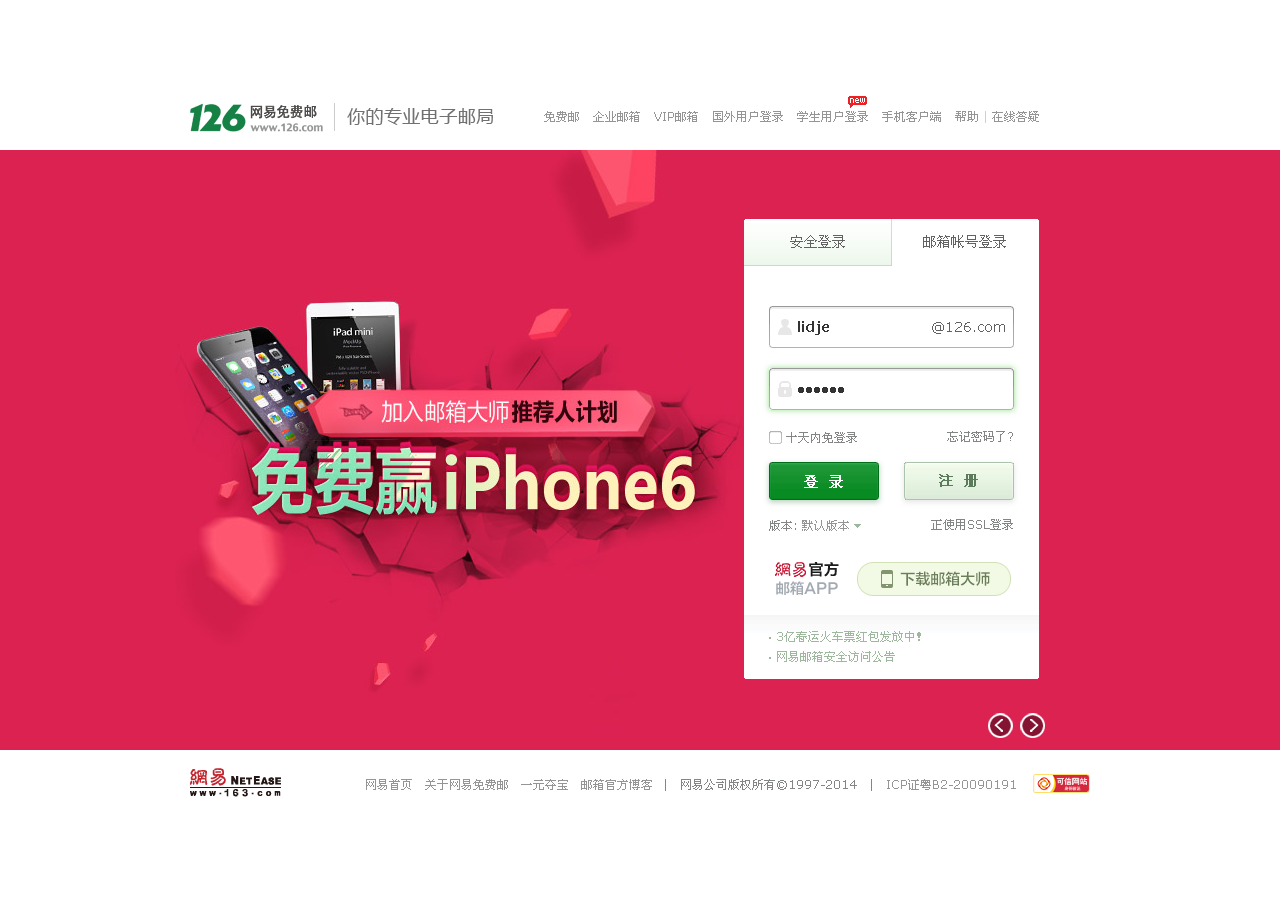 126 网易免费邮 www.126.com 你的专业电子邮局
免费邮 企业邮箱 VIP邮箱 国外用户登录 学生用户登录 new 手机客户端 帮助 | 在线答疑
安全登录 邮箱帐号登录
iPad mini
lidje @126.com
••••••
加入邮箱大师推荐人计划
十天内免登录 忘记密码了?
免费赢iPhone6
登 录 注 册
版本: 默认版本 正使用SSL登录
網易官方
邮箱APP
下载邮箱大师
· 3亿春运火车票红包发放中!
· 网易邮箱安全访问公告
網易 NETEASE
www.163.com
网易首页 关于网易免费邮 一元夺宝 邮箱官方博客 | 网易公司版权所有©1997-2014 | ICP证粤B2-20090191 可信网站